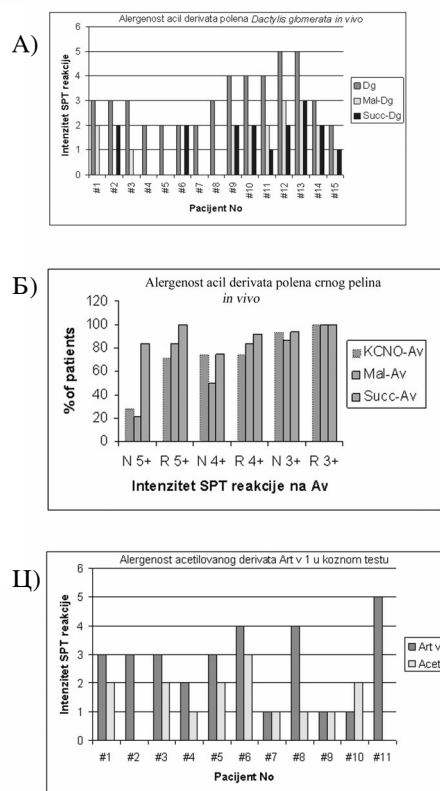 А)
Alergenost acil derivata polena Dactylis glomerata in vivo
Intenzitet SPT reakcije
6
5
4
3
2
1
0
#1 #2 #3 #4 #5 #6 #7 #8 #9 #10 #11 #12 #13 #14 #15
Pacijent No
Dg
Mal-Dg
Succ-Dg
Б)
Alergenost acil derivata polena crnog pelina
in vivo
%of patients
120
100
80
60
40
20
0
N 5+ R 5+ N 4+ R 4+ N 3+ R 3+
Intenzitet SPT reakcije na Av
KCNO-Av
Mal-Av
Succ-Av
Ц)
Alergenost acetilovanog derivata Art v 1 u koznom testu
Intenzitet SPT reakcije
6
5
4
3
2
1
0
#1 #2 #3 #4 #5 #6 #7 #8 #9 #10 #11
Pacijent No
Art v
Acet